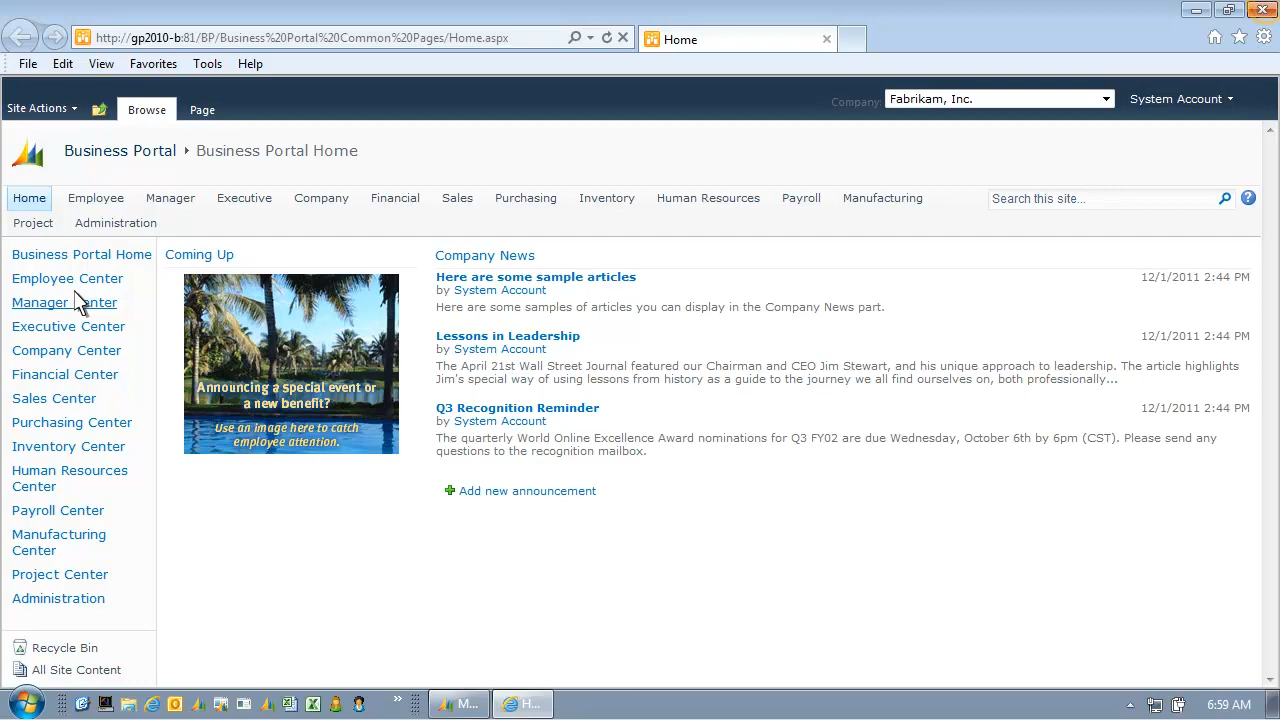 http://gp2010-b:81/BP/Business%20Portal%20Common%20Pages/Home.aspx
Home
File Edit View Favorites Tools Help
Site Actions Browse Page Company: Fabrikam, Inc. System Account
Business Portal Business Portal Home
Home Employee Manager Executive Company Financial Sales Purchasing Inventory Human Resources Payroll Manufacturing Search this site...
Project Administration
Business Portal Home
Employee Center
Manager Center
Executive Center
Company Center
Financial Center
Sales Center
Purchasing Center
Inventory Center
Human Resources
Center
Payroll Center
Manufacturing
Center
Project Center
Administration
Recycle Bin
All Site Content
Coming Up
Announcing a special event or
a new benefit?
Use an image here to catch
employee attention.
Company News
Here are some sample articles 12/1/2011 2:44 PM
by System Account
Here are some samples of articles you can display in the Company News part.
Lessons in Leadership 12/1/2011 2:44 PM
by System Account
The April 21st Wall Street Journal featured our Chairman and CEO Jim Stewart, and his unique approach to leadership. The article highlights
Jim's special way of using lessons from history as a guide to the journey we all find ourselves on, both professionally...
Q3 Recognition Reminder 12/1/2011 2:44 PM
by System Account
The quarterly World Online Excellence Award nominations for Q3 FY02 are due Wednesday, October 6th by 6pm (CST). Please send any
questions to the recognition mailbox.
Add new announcement
M... H... 6:59 AM